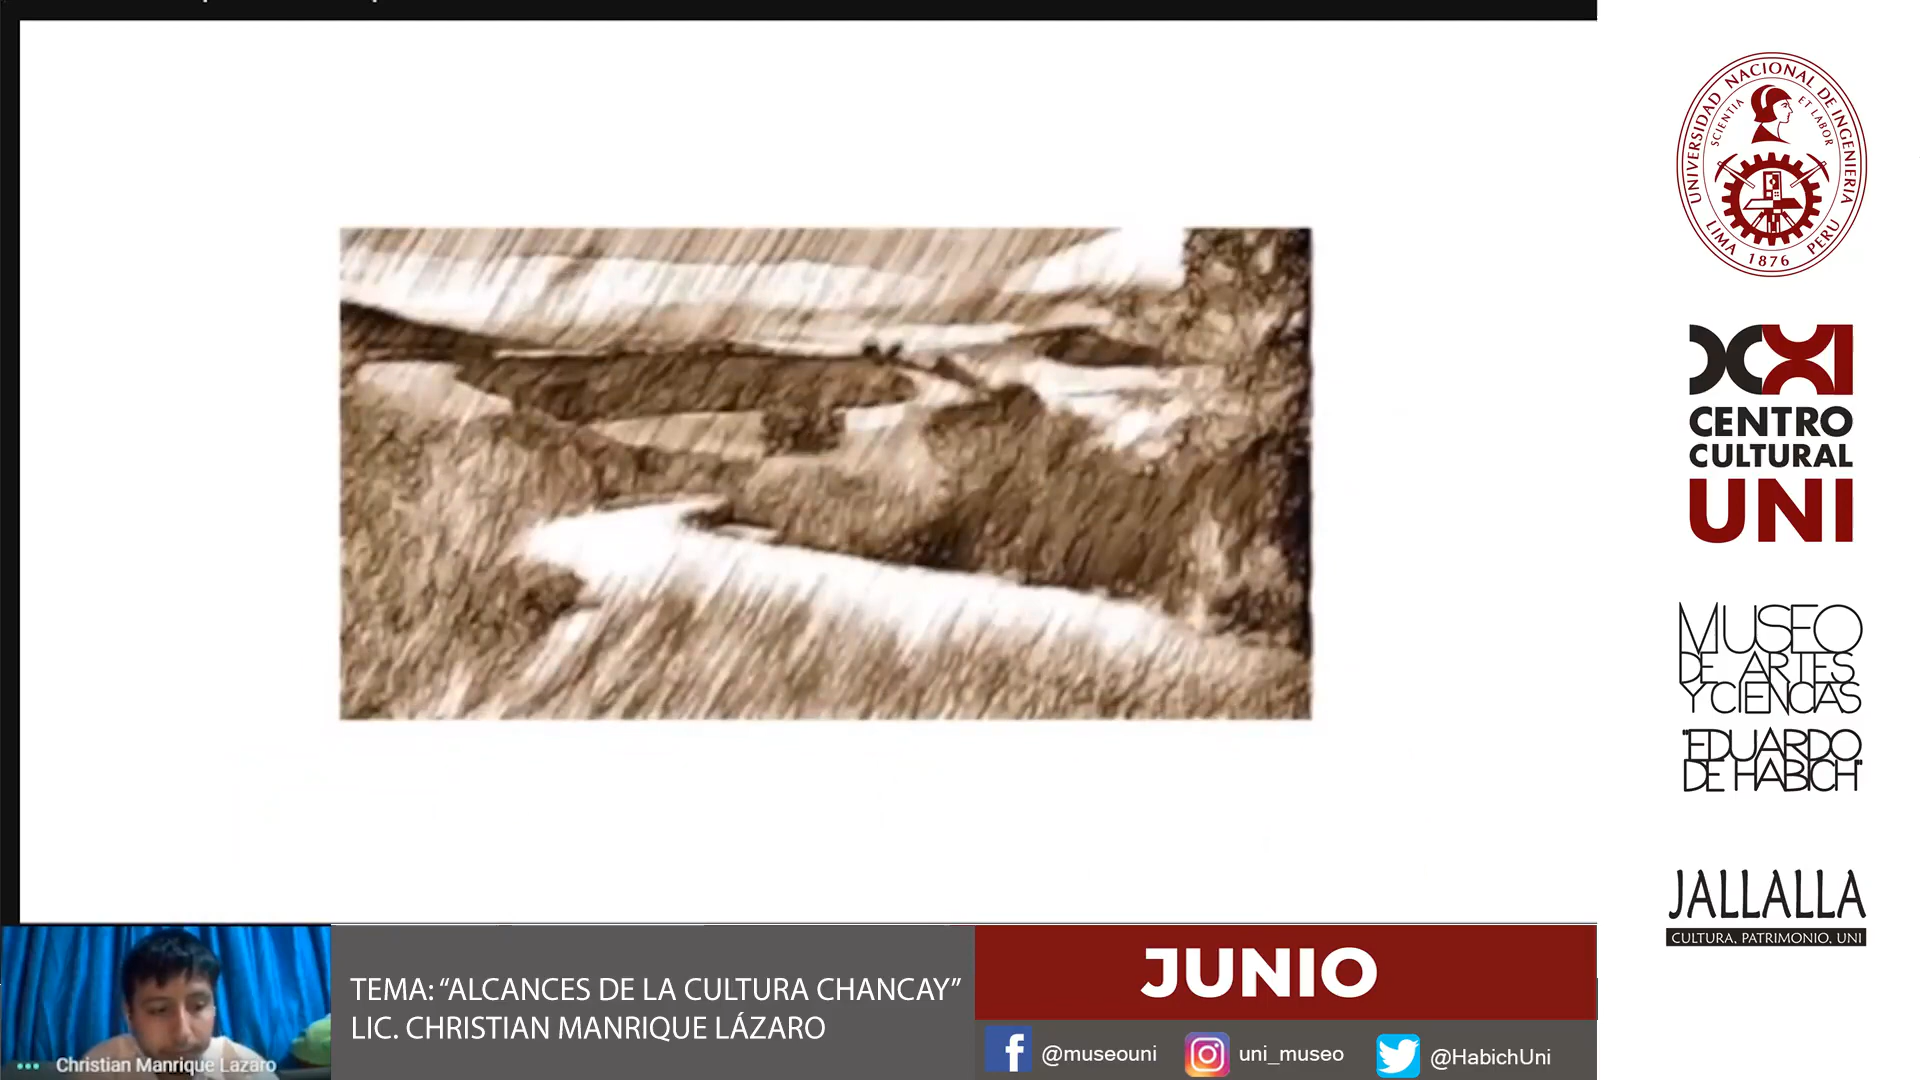 UNIVERSIDAD NACIONAL DE INGENIERIA
SCIENTIA ET LABOR
LIMA 1876 PERU
XXI
CENTRO
CULTURAL
UNI
MUSEO
DE ARTES
Y CIENCIAS
"EDUARDO
DE HABICH"
JALLALLA
CULTURA, PATRIMONIO, UNI
Christian Manrique Lazaro
TEMA: “ALCANCES DE LA CULTURA CHANCAY”
LIC. CHRISTIAN MANRIQUE LÁZARO
JUNIO
@museouni
uni_museo
@HabichUni